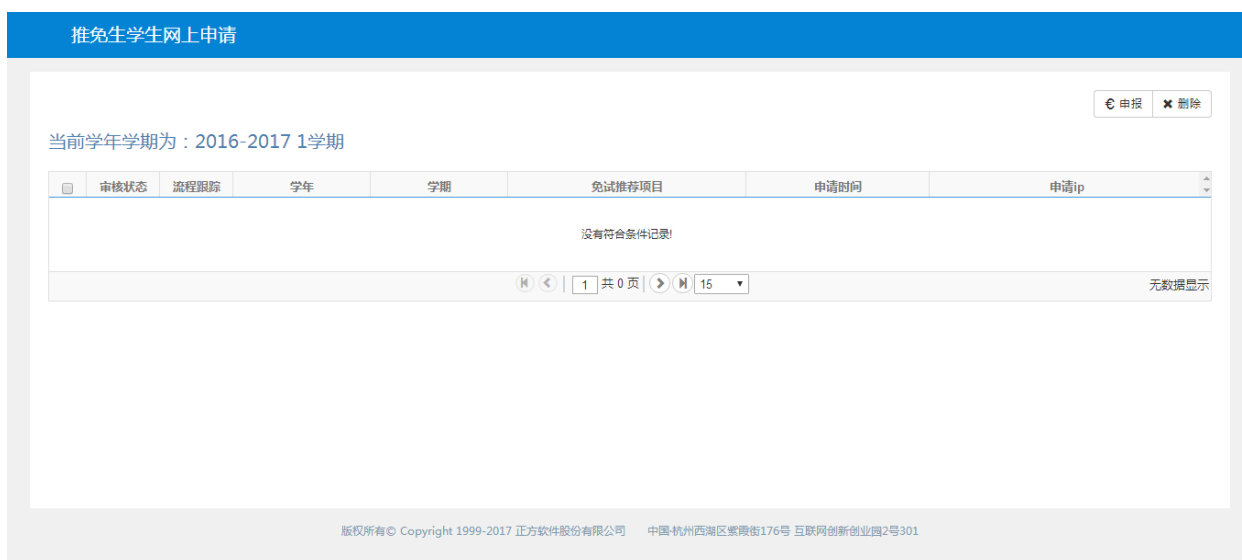 推免生学生网上申请
申报 删除
当前学年学期为：2016-2017 1学期
审核状态 流程跟踪 学年 学期 免试推荐项目 申请时间 申请ip
没有符合条件记录!
1 共 0 页 15 无数据显示
版权所有© Copyright 1999-2017 正方软件股份有限公司 中国·杭州西湖区紫霞街176号 互联网创新创业园2号301